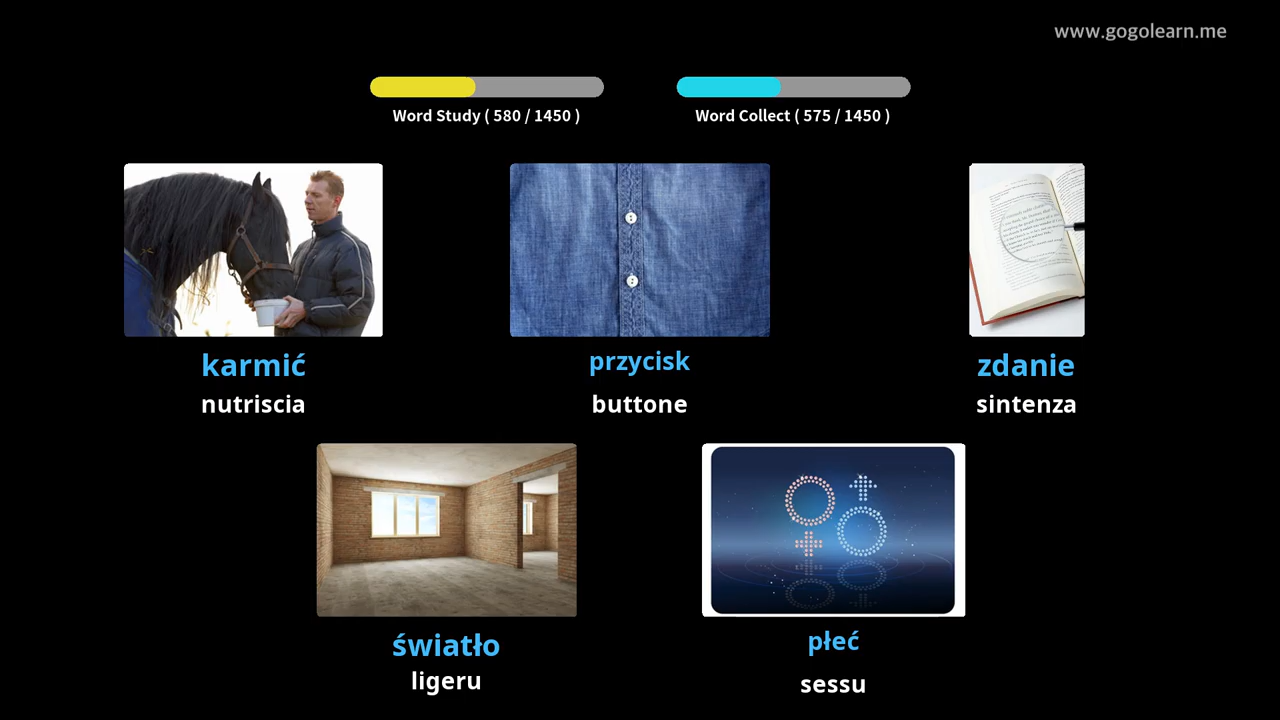 www.gogolearn.me
Word Study ( 580 / 1450 )
Word Collect ( 575 / 1450 )
karmić
przycisk
zdanie
nutriscia
buttone
sintenza
światło
płeć
ligeru
sessu